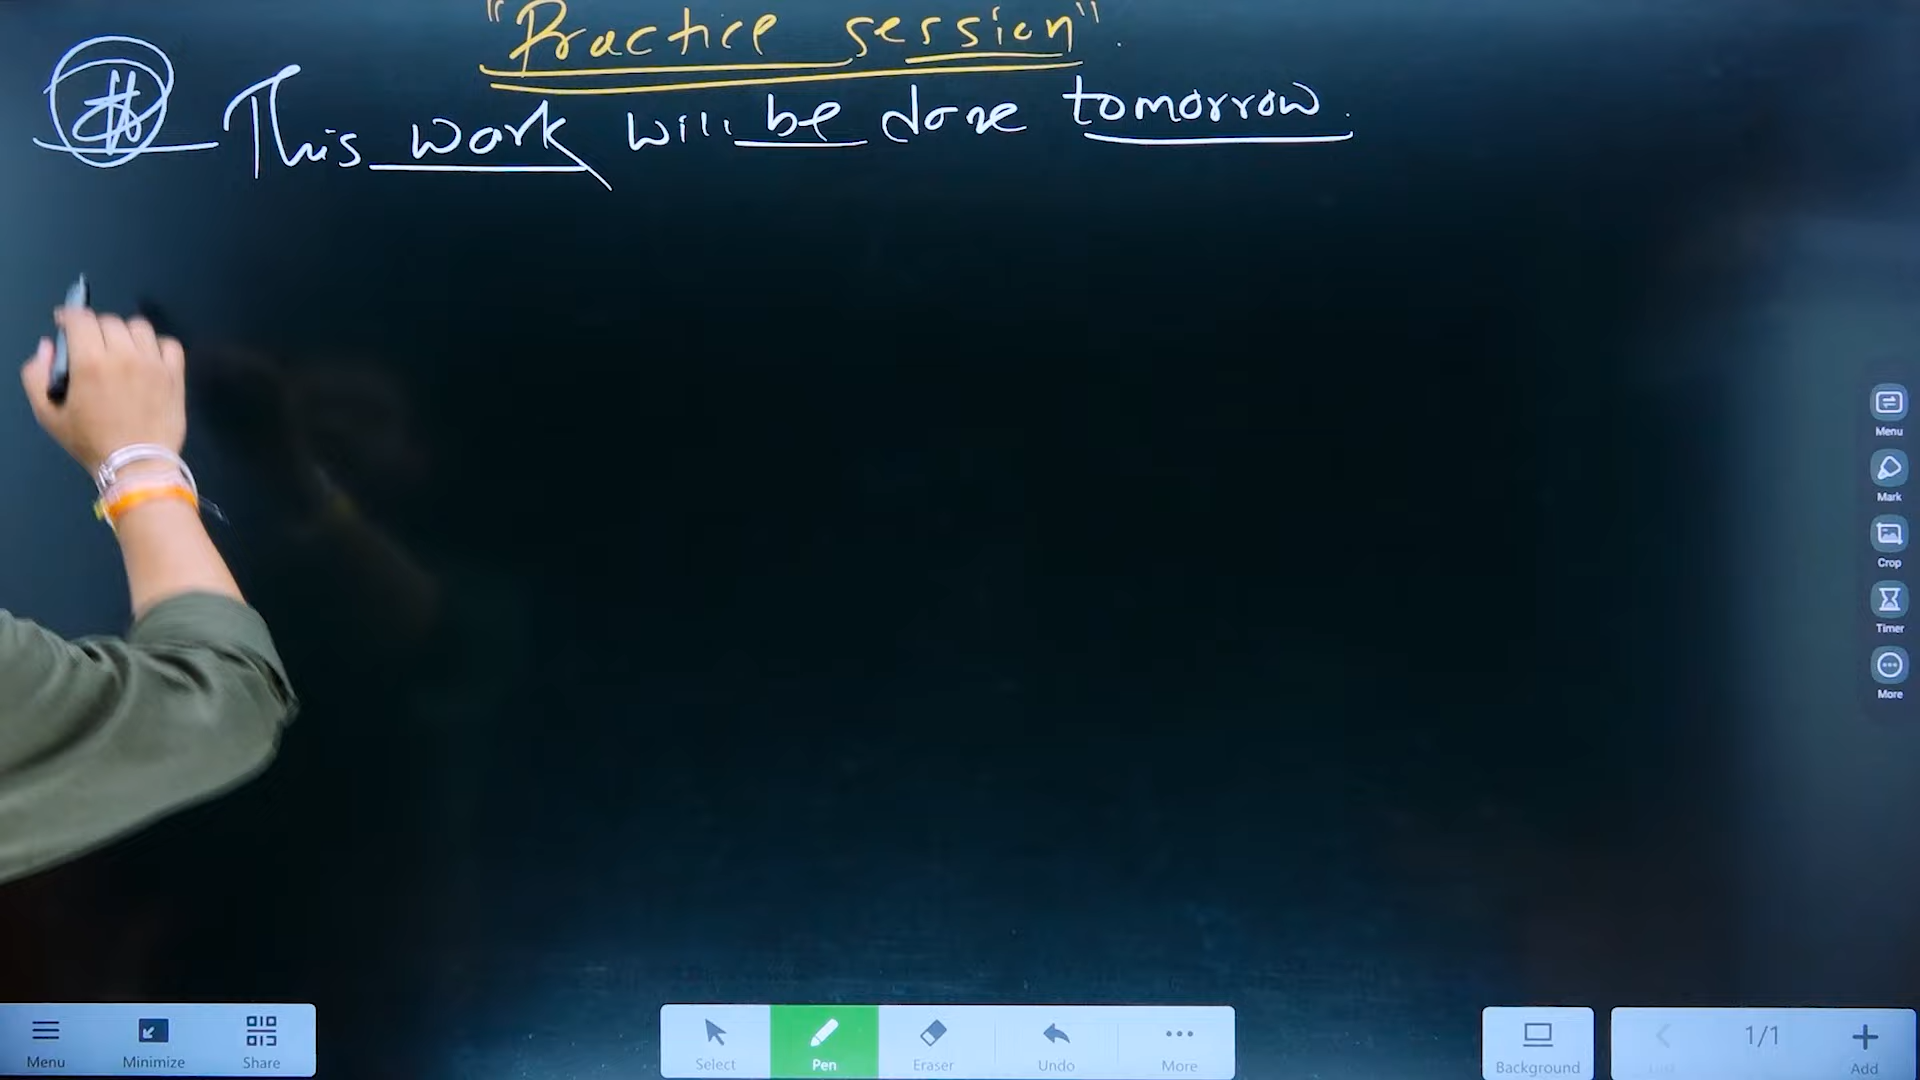 "Practice session".
# This work will be done tomorrow.
Menu
Mark
Crop
Timer
More
Menu Minimize Share Select Pen Eraser Undo More Background 1/1 Add